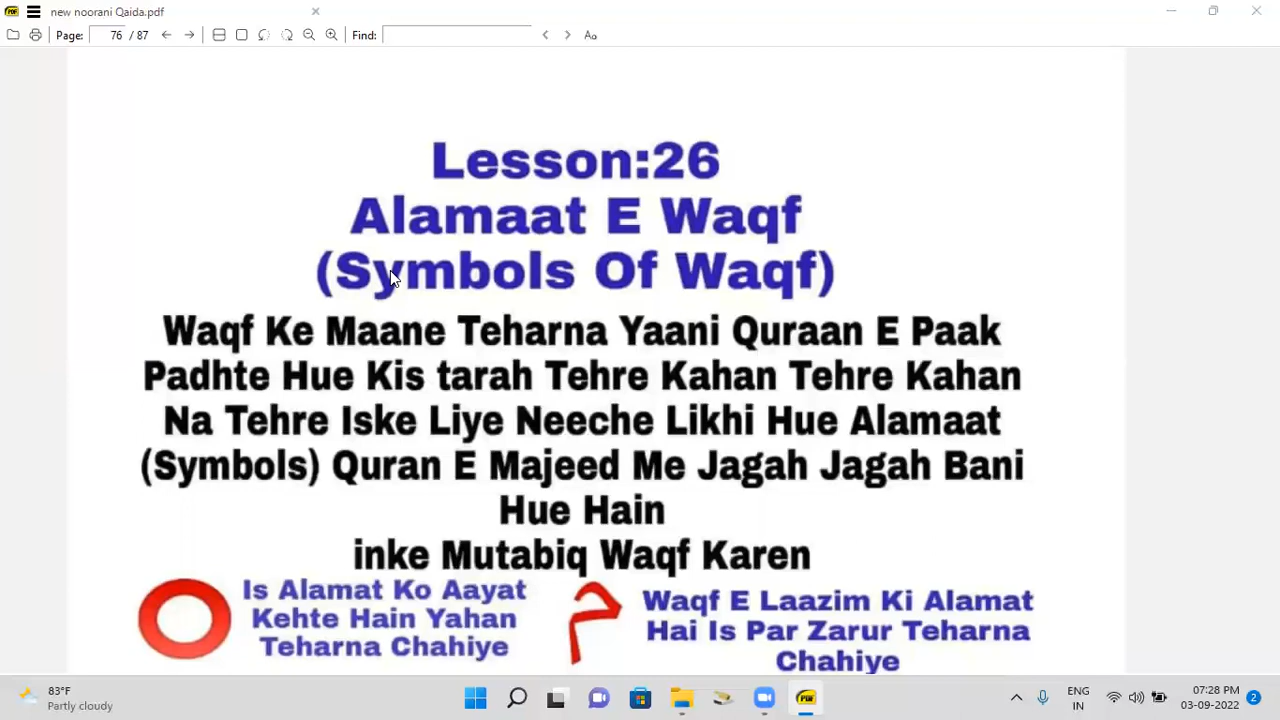 new noorani Qaida.pdf
Page: 76 / 87
Find:
Aa
Lesson:26
Alamaat E Waqf
(Symbols Of Waqf)
Waqf Ke Maane Teharna Yaani Quraan E Paak
Padhte Hue Kis tarah Tehre Kahan Tehre Kahan
Na Tehre Iske Liye Neeche Likhi Hue Alamaat
(Symbols) Quran E Majeed Me Jagah Jagah Bani
Hue Hain
inke Mutabiq Waqf Karen
Is Alamat Ko Aayat
Kehte Hain Yahan
Teharna Chahiye
م
Waqf E Laazim Ki Alamat
Hai Is Par Zarur Teharna
Chahiye
83°F
Partly cloudy
ENG
IN
07:28 PM
2